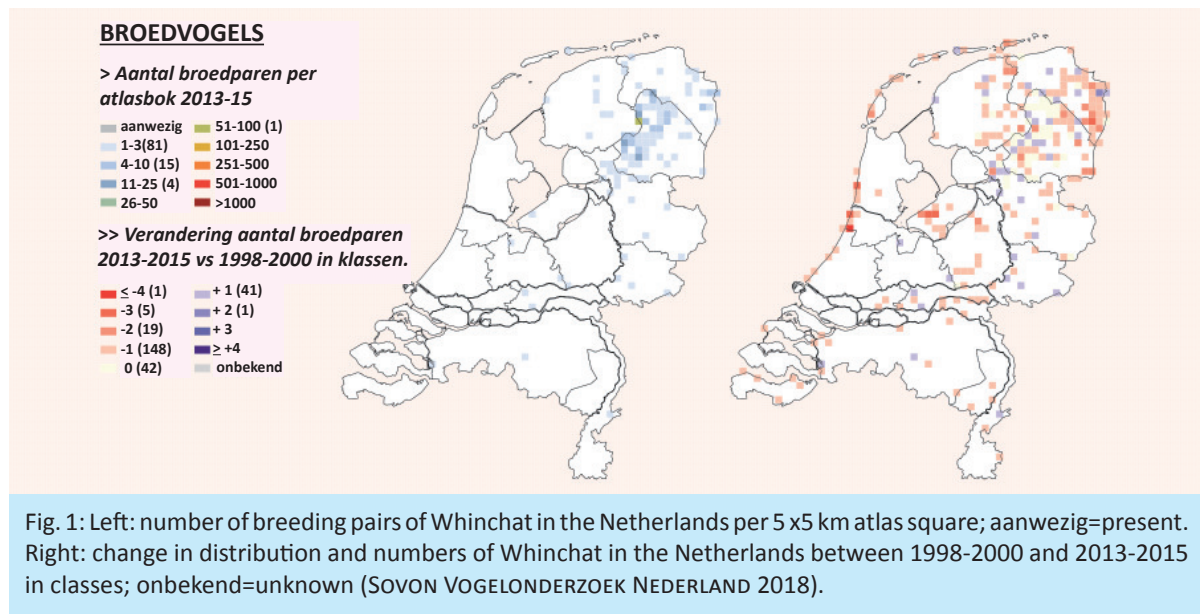 BROEDVOGELS
> Aantal broedparen per
atlasbok 2013-15
aanwezig
1-3(81)
4-10 (15)
11-25 (4)
26-50
51-100 (1)
101-250
251-500
501-1000
>1000
>> Verandering aantal broedparen
2013-2015 vs 1998-2000 in klassen.
≤ -4 (1)
-3 (5)
-2 (19)
-1 (148)
0 (42)
+ 1 (41)
+ 2 (1)
+ 3
≥ +4
onbekend
Fig. 1: Left: number of breeding pairs of Whinchat in the Netherlands per 5 x5 km atlas square; aanwezig=present.
Right: change in distribution and numbers of Whinchat in the Netherlands between 1998-2000 and 2013-2015
in classes; onbekend=unknown (SOVON VOGELONDERZOEK NEDERLAND 2018).